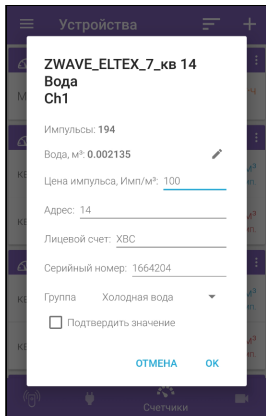 Устройства
ZWAVE_ELTEX_7_кв 14
Вода
Ch1
Импульсы: 194
Вода, м³: 0.002135
Цена импульса, Имп/м³: 100
Адрес: 14
Лицевой счет: ХВС
Серийный номер: 1664204
Группа Холодная вода
Подтвердить значение
ОТМЕНА ОК
Счетчики